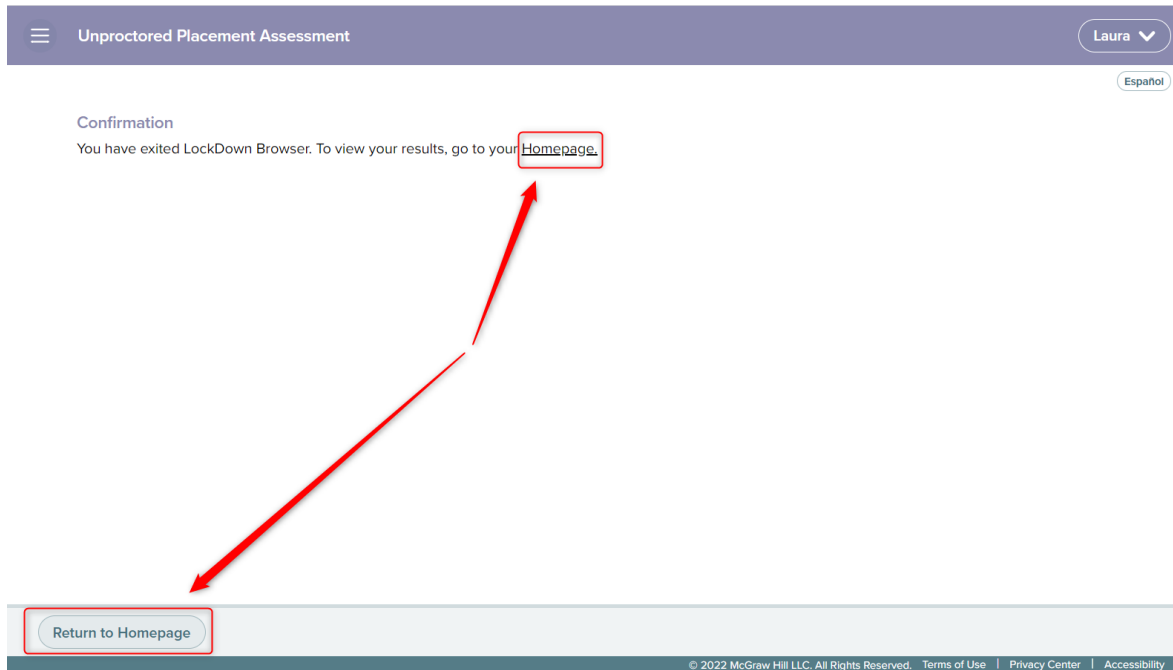 Unproctored Placement Assessment
Laura
Español
Confirmation
You have exited LockDown Browser. To view your results, go to your Homepage.
Return to Homepage
© 2022 McGraw Hill LLC. All Rights Reserved. Terms of Use | Privacy Center | Accessibility